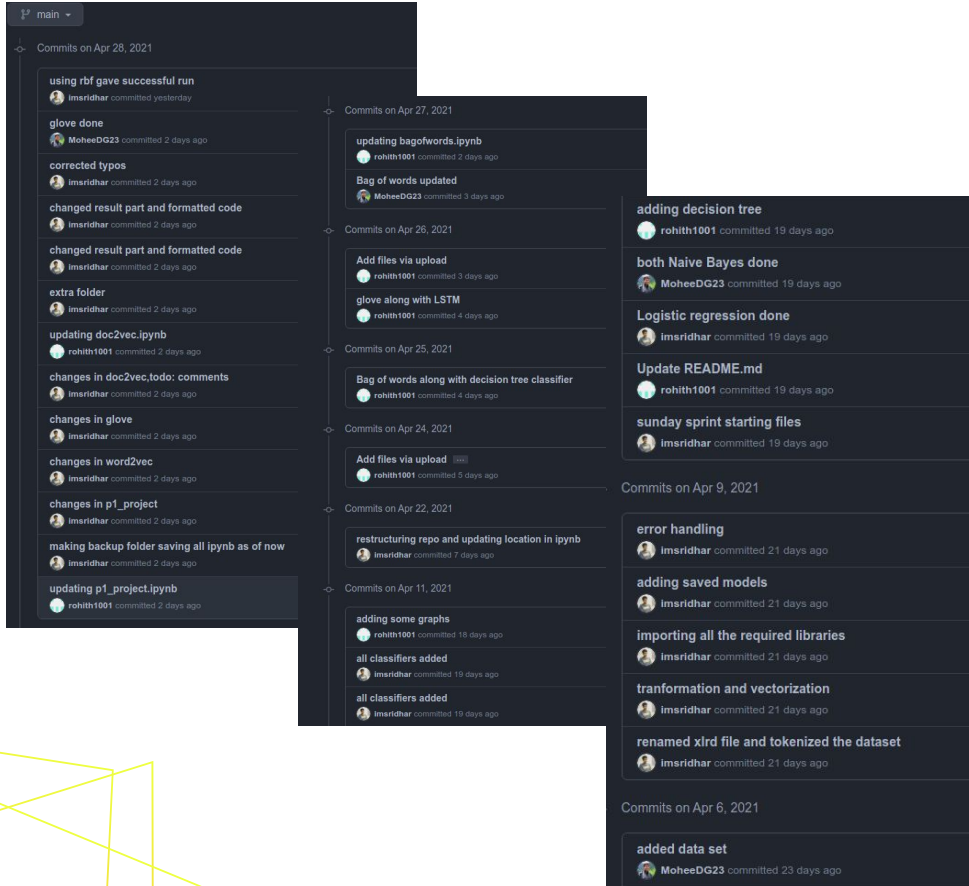 main
Commits on Apr 28, 2021
using rbf gave successful run
imsridhar committed yesterday
glove done
MoheeDG23 committed 2 days ago
corrected typos
imsridhar committed 2 days ago
changed result part and formatted code
imsridhar committed 2 days ago
changed result part and formatted code
imsridhar committed 2 days ago
extra folder
imsridhar committed 2 days ago
updating doc2vec.ipynb
rohith1001 committed 2 days ago
changes in doc2vec,todo: comments
imsridhar committed 2 days ago
changes in glove
imsridhar committed 2 days ago
changes in word2vec
imsridhar committed 2 days ago
changes in p1_project
imsridhar committed 2 days ago
making backup folder saving all ipynb as of now
imsridhar committed 2 days ago
updating p1_project.ipynb
rohith1001 committed 2 days ago
Commits on Apr 27, 2021
updating bagofwords.ipynb
rohith1001 committed 2 days ago
Bag of words updated
MoheeDG23 committed 3 days ago
Commits on Apr 26, 2021
Add files via upload
rohith1001 committed 3 days ago
glove along with LSTM
rohith1001 committed 4 days ago
Commits on Apr 25, 2021
Bag of words along with decision tree classifier
rohith1001 committed 4 days ago
Commits on Apr 24, 2021
Add files via upload ...
rohith1001 committed 5 days ago
Commits on Apr 22, 2021
restructuring repo and updating location in ipynb
imsridhar committed 7 days ago
Commits on Apr 11, 2021
adding some graphs
rohith1001 committed 18 days ago
all classifiers added
imsridhar committed 19 days ago
all classifiers added
imsridhar committed 19 days ago
adding decision tree
rohith1001 committed 19 days ago
both Naive Bayes done
MoheeDG23 committed 19 days ago
Logistic regression done
imsridhar committed 19 days ago
Update README.md
rohith1001 committed 19 days ago
sunday sprint starting files
imsridhar committed 19 days ago
Commits on Apr 9, 2021
error handling
imsridhar committed 21 days ago
adding saved models
imsridhar committed 21 days ago
importing all the required libraries
imsridhar committed 21 days ago
tranformation and vectorization
imsridhar committed 21 days ago
renamed xlrd file and tokenized the dataset
imsridhar committed 21 days ago
Commits on Apr 6, 2021
added data set
MoheeDG23 committed 23 days ago